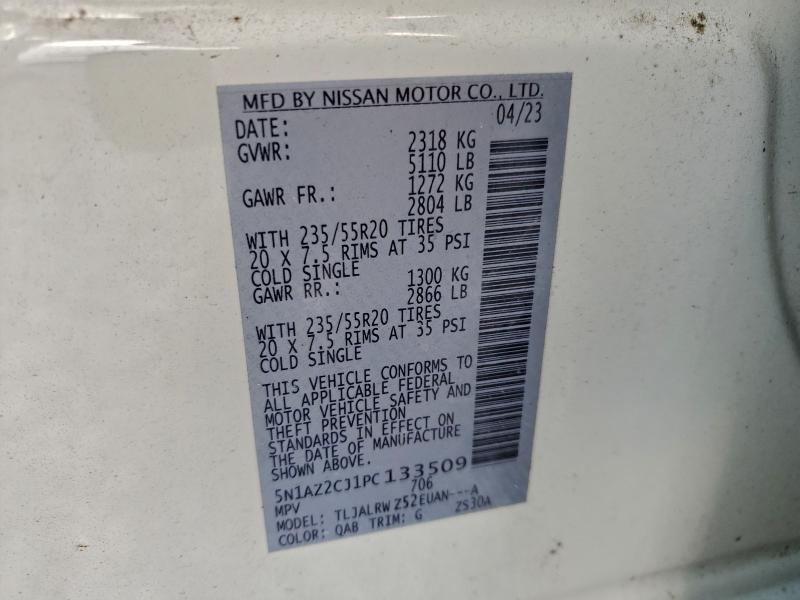 MFD BY NISSAN MOTOR CO., LTD.
DATE: 04/23
GVWR: 2318 KG
5110 LB
GAWR FR.: 1272 KG
2804 LB
WITH 235/55R20 TIRES
20 X 7.5 RIMS AT 35 PSI
COLD SINGLE
GAWR RR.: 1300 KG
2866 LB
WITH 235/55R20 TIRES
20 X 7.5 RIMS AT 35 PSI
COLD SINGLE
THIS VEHICLE CONFORMS TO
ALL APPLICABLE FEDERAL
MOTOR VEHICLE SAFETY AND
THEFT PREVENTION
STANDARDS IN EFFECT ON
THE DATE OF MANUFACTURE
SHOWN ABOVE.
5N1AZ2CJ1PC133509
MPV 706
MODEL: TLJALRWZ52EUAN---A
COLOR: QAB TRIM: G ZS30A